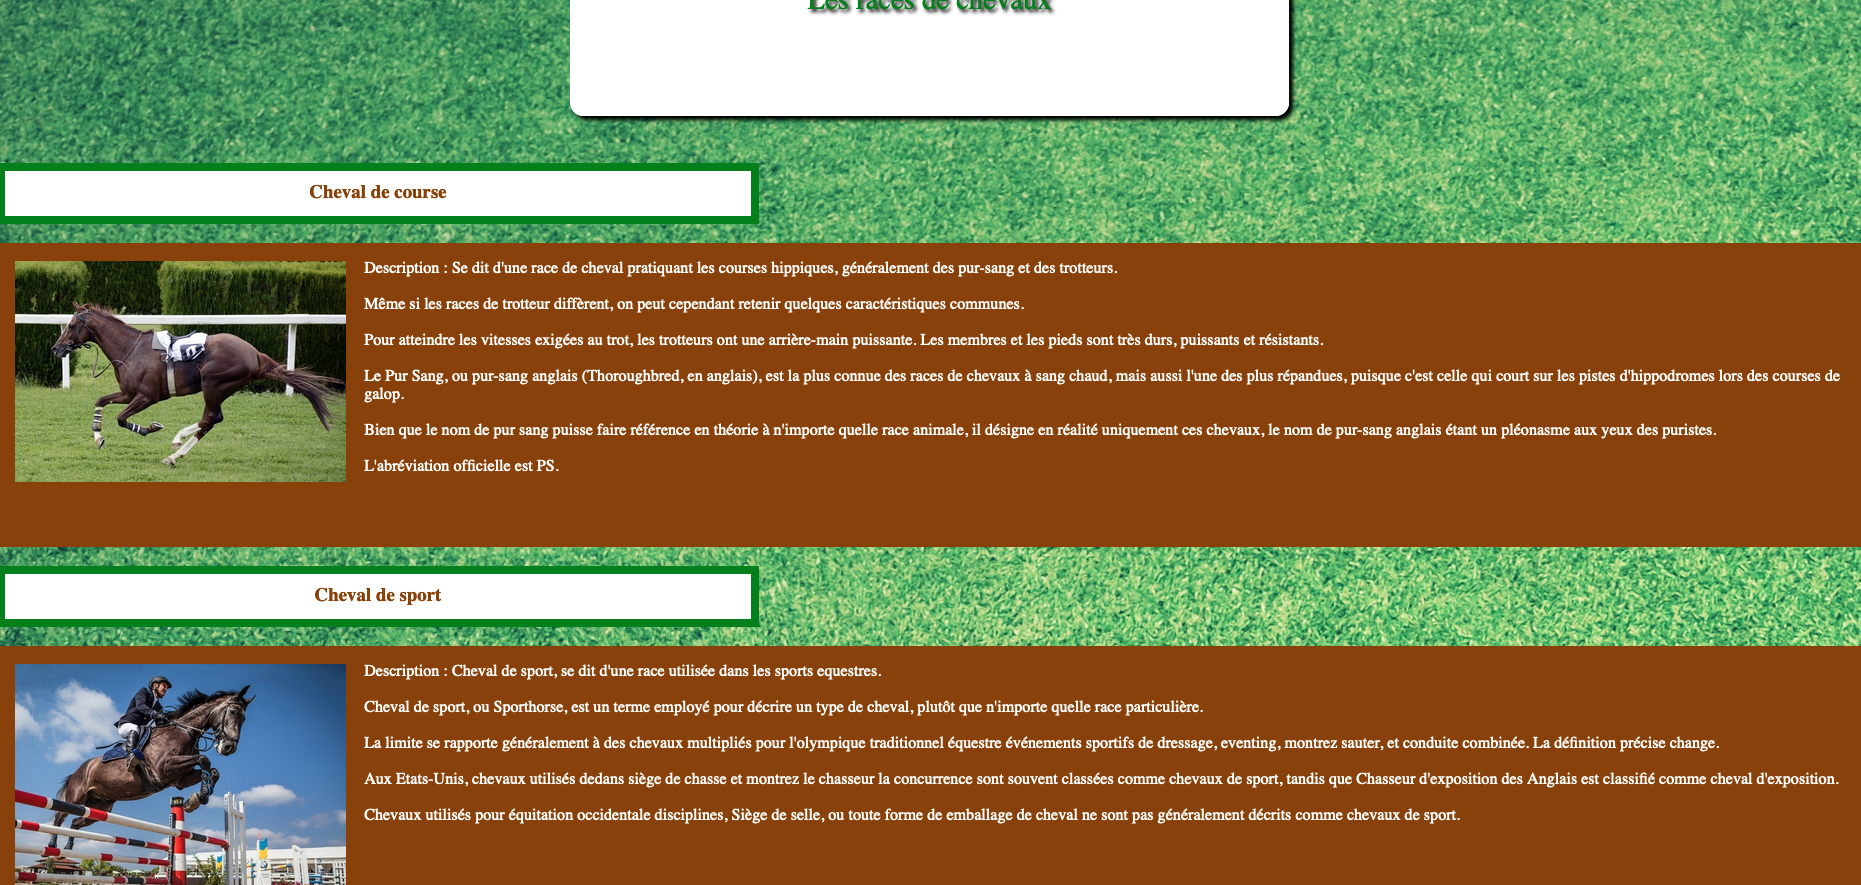 Les races de chevaux
Cheval de course
Description : Se dit d'une race de cheval pratiquant les courses hippiques, généralement des pur-sang et des trotteurs.
Même si les races de trotteur diffèrent, on peut cependant retenir quelques caractéristiques communes.
Pour atteindre les vitesses exigées au trot, les trotteurs ont une arrière-main puissante. Les membres et les pieds sont très durs, puissants et résistants.
Le Pur Sang, ou pur-sang anglais (Thoroughbred, en anglais), est la plus connue des races de chevaux à sang chaud, mais aussi l'une des plus répandues, puisque c'est celle qui court sur les pistes d'hippodromes lors des courses de
galop.
Bien que le nom de pur sang puisse faire référence en théorie à n'importe quelle race animale, il désigne en réalité uniquement ces chevaux, le nom de pur-sang anglais étant un pléonasme aux yeux des puristes.
L'abréviation officielle est PS.
Cheval de sport
Description : Cheval de sport, se dit d'une race utilisée dans les sports equestres.
Cheval de sport, ou Sporthorse, est un terme employé pour décrire un type de cheval, plutôt que n'importe quelle race particulière.
La limite se rapporte généralement à des chevaux multipliés pour l'olympique traditionnel équestre événements sportifs de dressage, eventing, montrez sauter, et conduite combinée. La définition précise change.
Aux Etats-Unis, chevaux utilisés dedans siège de chasse et montrez le chasseur la concurrence sont souvent classées comme chevaux de sport, tandis que Chasseur d'exposition des Anglais est classifié comme cheval d'exposition.
Chevaux utilisés pour équitation occidentale disciplines, Siège de selle, ou toute forme de emballage de cheval ne sont pas généralement décrits comme chevaux de sport.